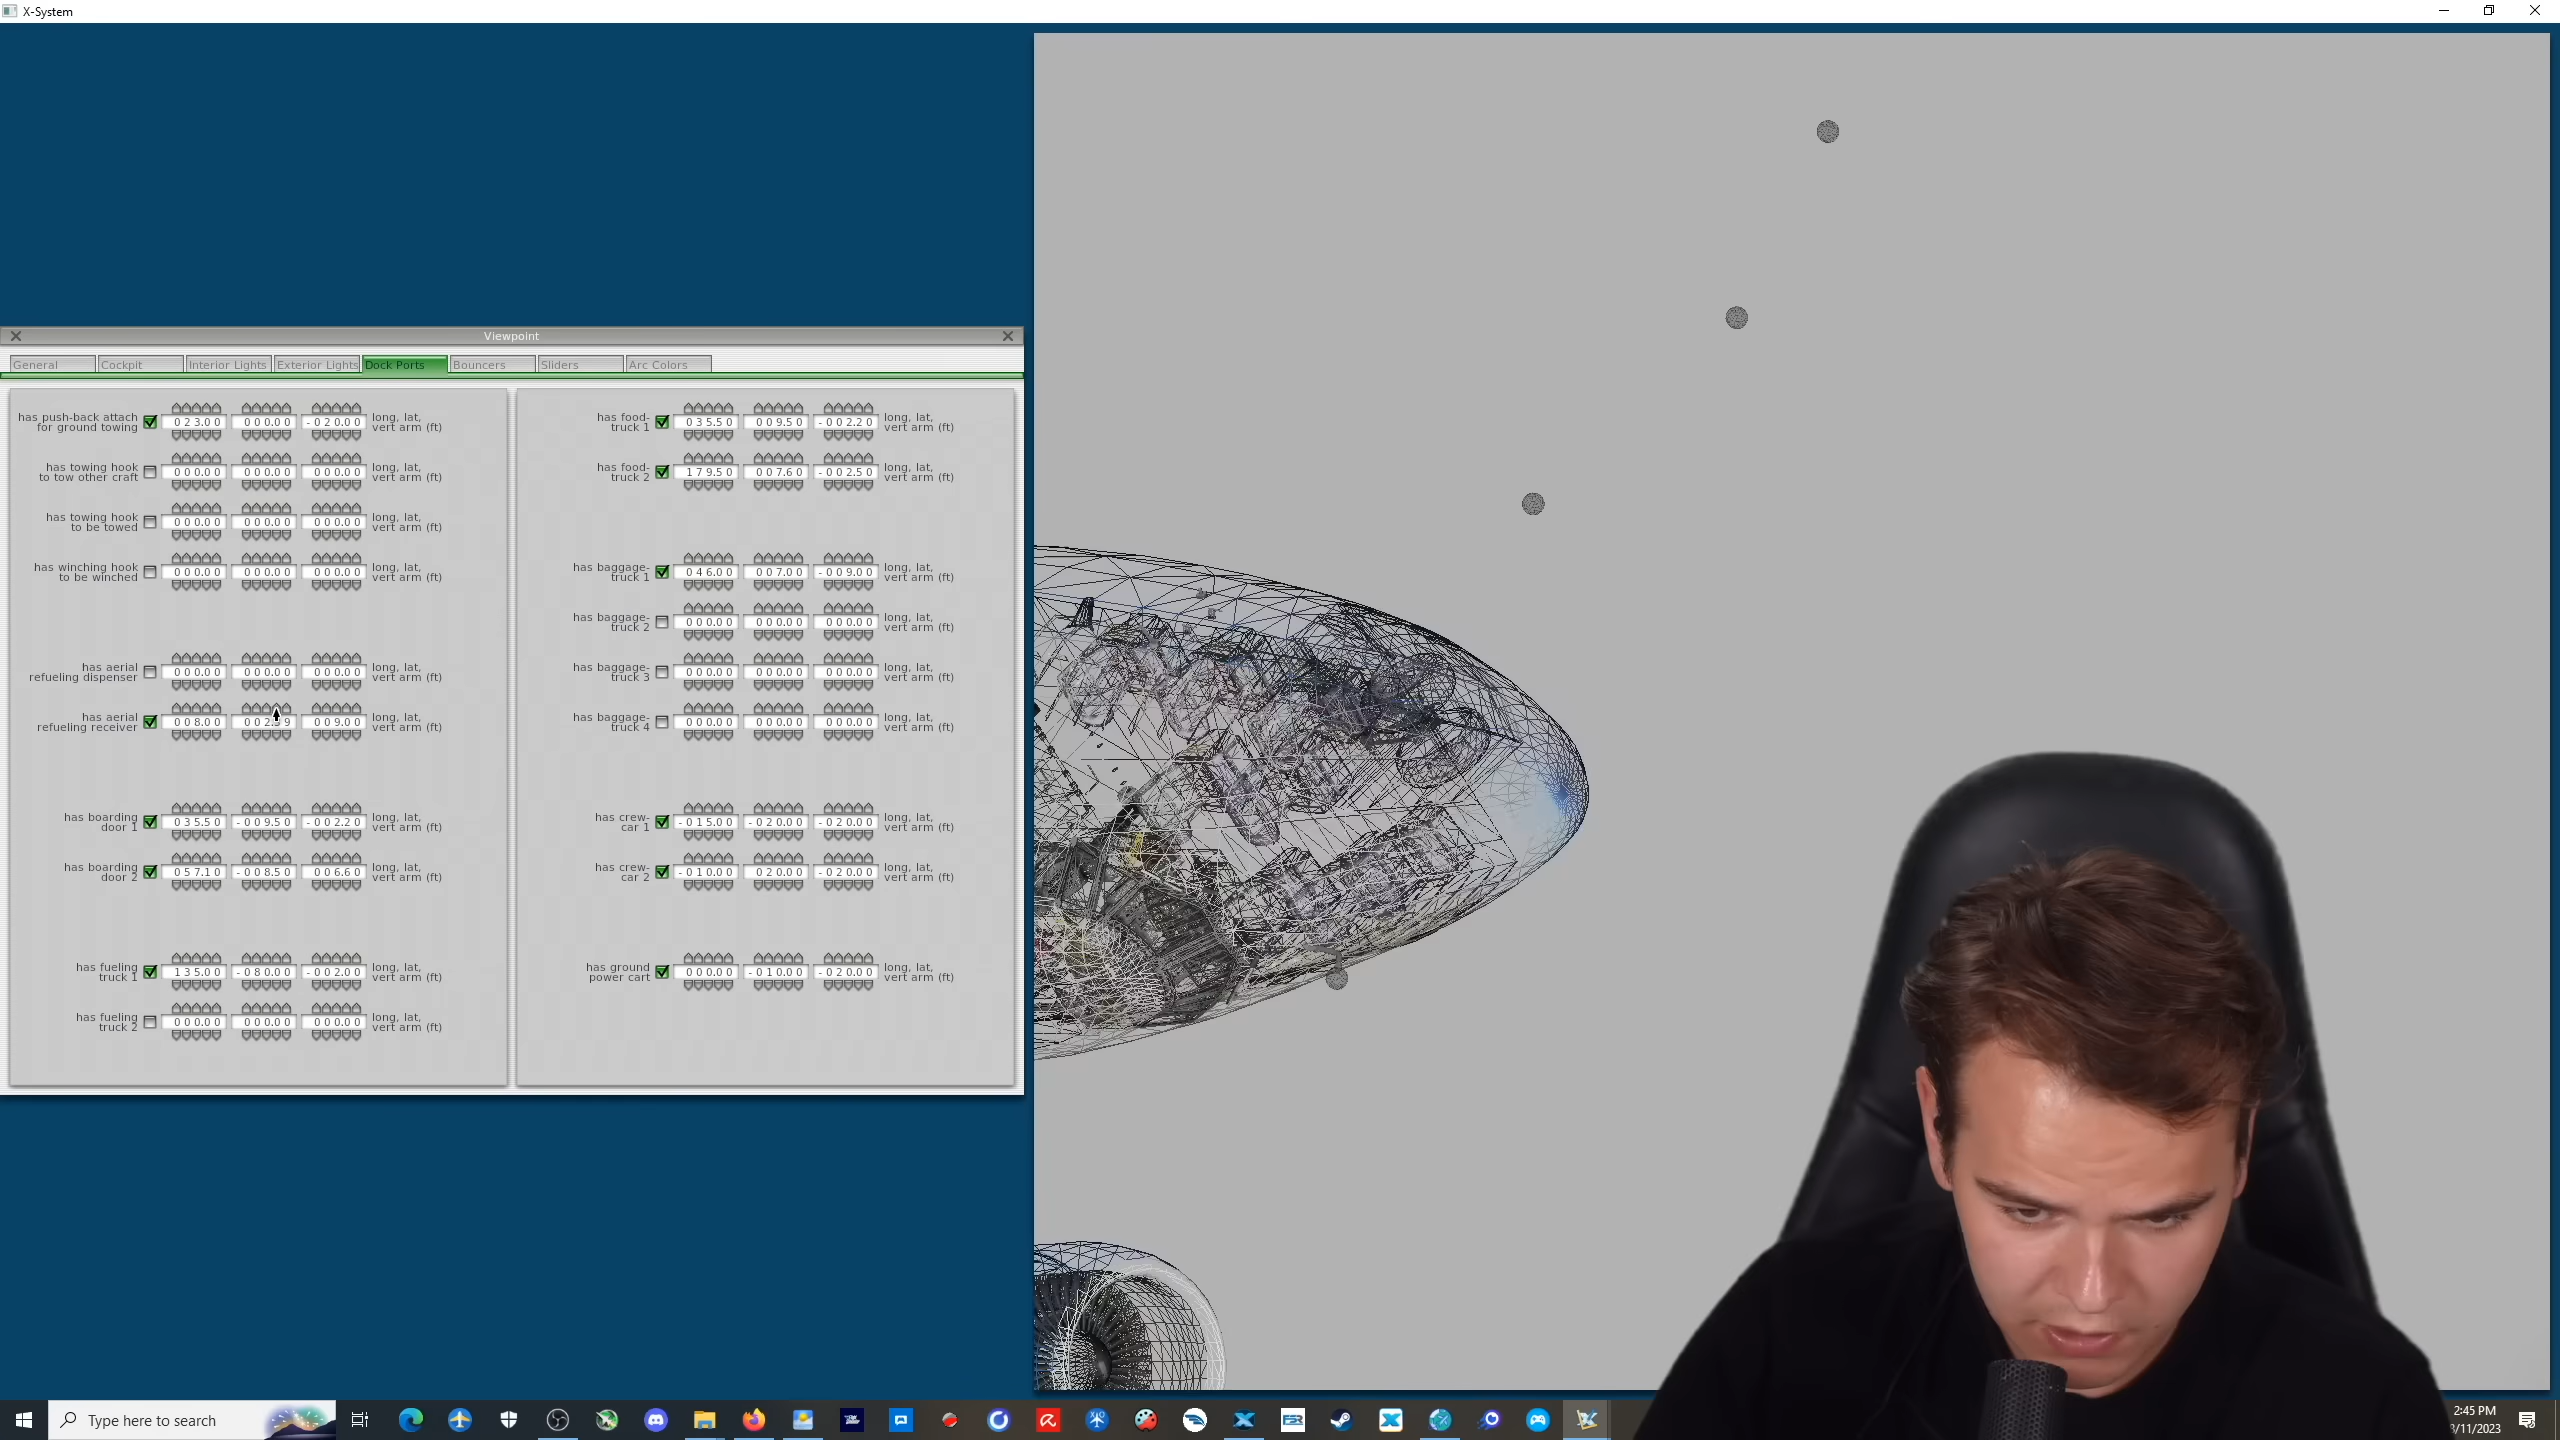 X-System
Viewpoint
General Cockpit Interior Lights Exterior Lights Dock Ports Bouncers Sliders Arc Colors
has push-back attach
for ground towing
023.00 000.00 -020.00
long, lat,
vert arm (ft)
has towing hook
to tow other craft
000.00 000.00 000.00
long, lat,
vert arm (ft)
has towing hook
to be towed
000.00 000.00 000.00
long, lat,
vert arm (ft)
has winching hook
to be winched
000.00 000.00 000.00
long, lat,
vert arm (ft)
has aerial
refueling dispenser
000.00 000.00 000.00
long, lat,
vert arm (ft)
has aerial
refueling receiver
008.00 009.00
long, lat,
vert arm (ft)
has boarding
door 1
035.50 -009.50 -002.20
long, lat,
vert arm (ft)
has boarding
door 2
057.10 -008.50 006.60
long, lat,
vert arm (ft)
has fueling
truck 1
135.00 -080.00 -002.00
long, lat,
vert arm (ft)
has fueling
truck 2
000.00 000.00 000.00
long, lat,
vert arm (ft)
has food-
truck 1
035.50 009.50 -002.20
long, lat,
vert arm (ft)
has food-
truck 2
179.50 007.60 -002.50
long, lat,
vert arm (ft)
has baggage-
truck 1
046.00 007.00 -009.00
long, lat,
vert arm (ft)
has baggage-
truck 2
000.00 000.00 000.00
long, lat,
vert arm (ft)
has baggage-
truck 3
000.00 000.00 000.00
long, lat,
vert arm (ft)
has baggage-
truck 4
000.00 000.00 000.00
long, lat,
vert arm (ft)
has crew-
car 1
-015.00 -020.00 -020.00
long, lat,
vert arm (ft)
has crew-
car 2
-010.00 020.00 -020.00
long, lat,
vert arm (ft)
has ground
power cart
000.00 -010.00 -020.00
long, lat,
vert arm (ft)
Type here to search
FSR
2:45 PM
/11/2023